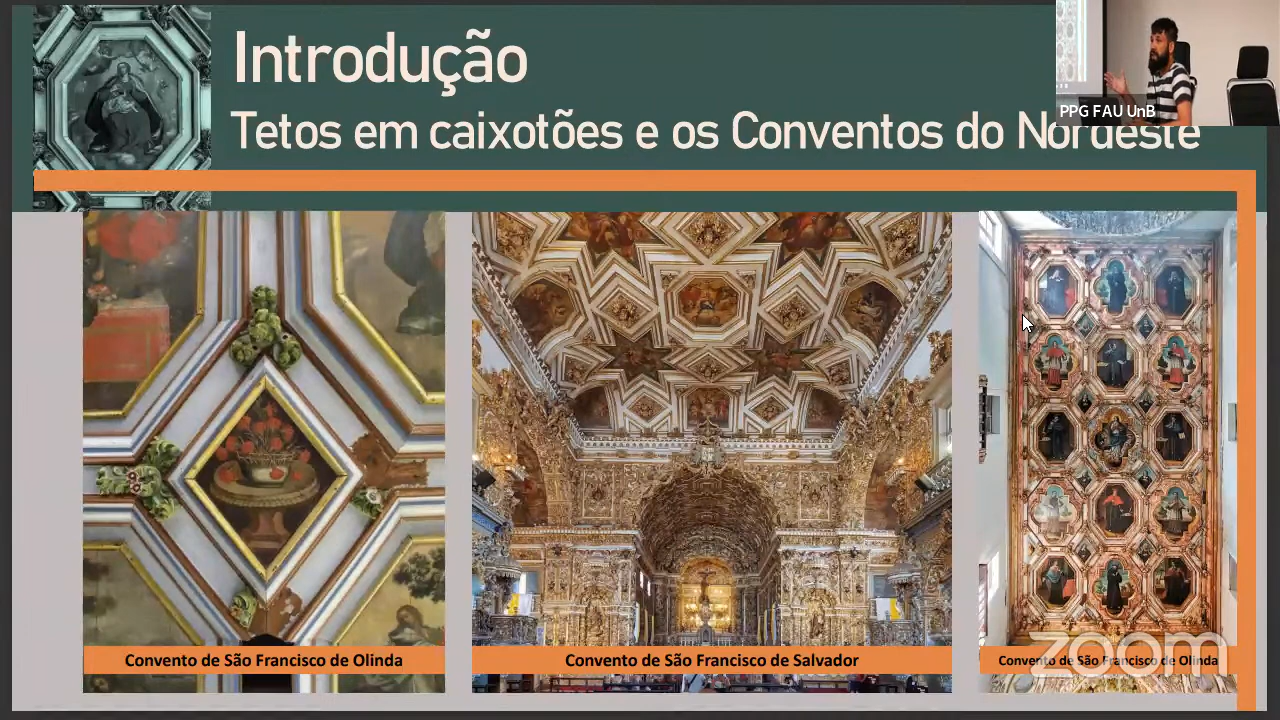 Introdução
Tetos em caixotões e os Conventos do Nordeste
PPG FAU UnB
Convento de São Francisco de Olinda
Convento de São Francisco de Salvador
Convento de São Francisco de Olinda
zoom